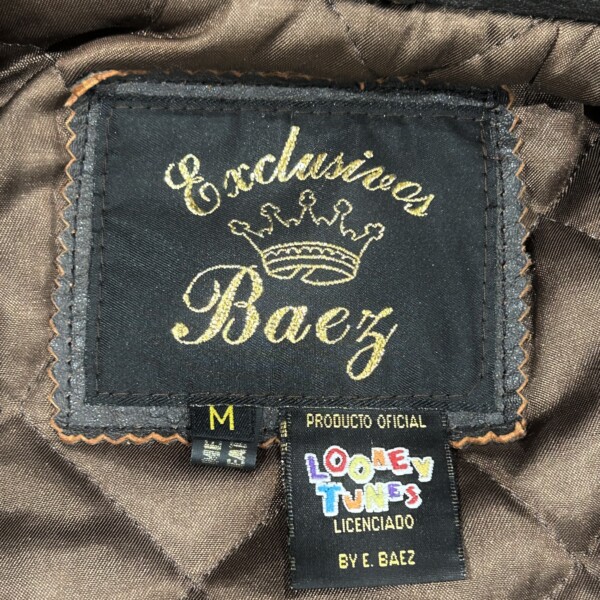 Exclusivos
Baez
M
PRODUCTO OFICIAL
LOONEY
TUNES
LICENCIADO
BY E. BAEZ